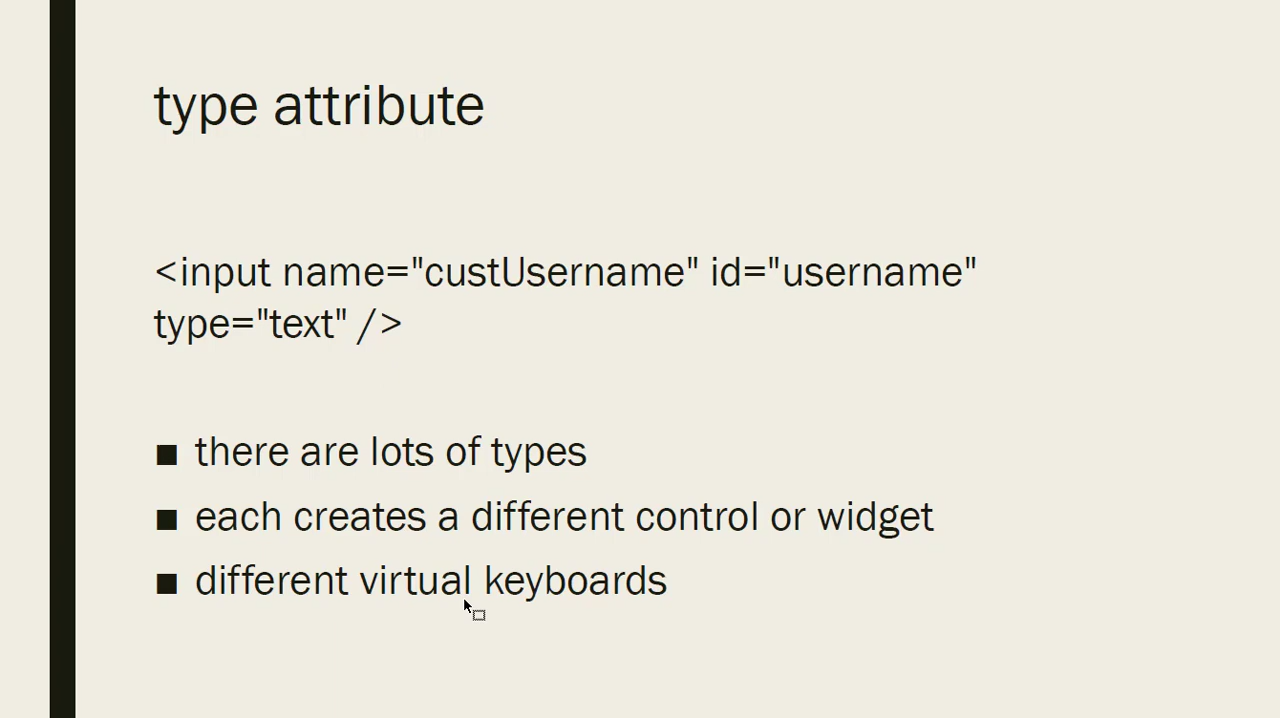 type attribute
<input name="custUsername" id="username"
type="text" />
■ there are lots of types
■ each creates a different control or widget
■ different virtual keyboards